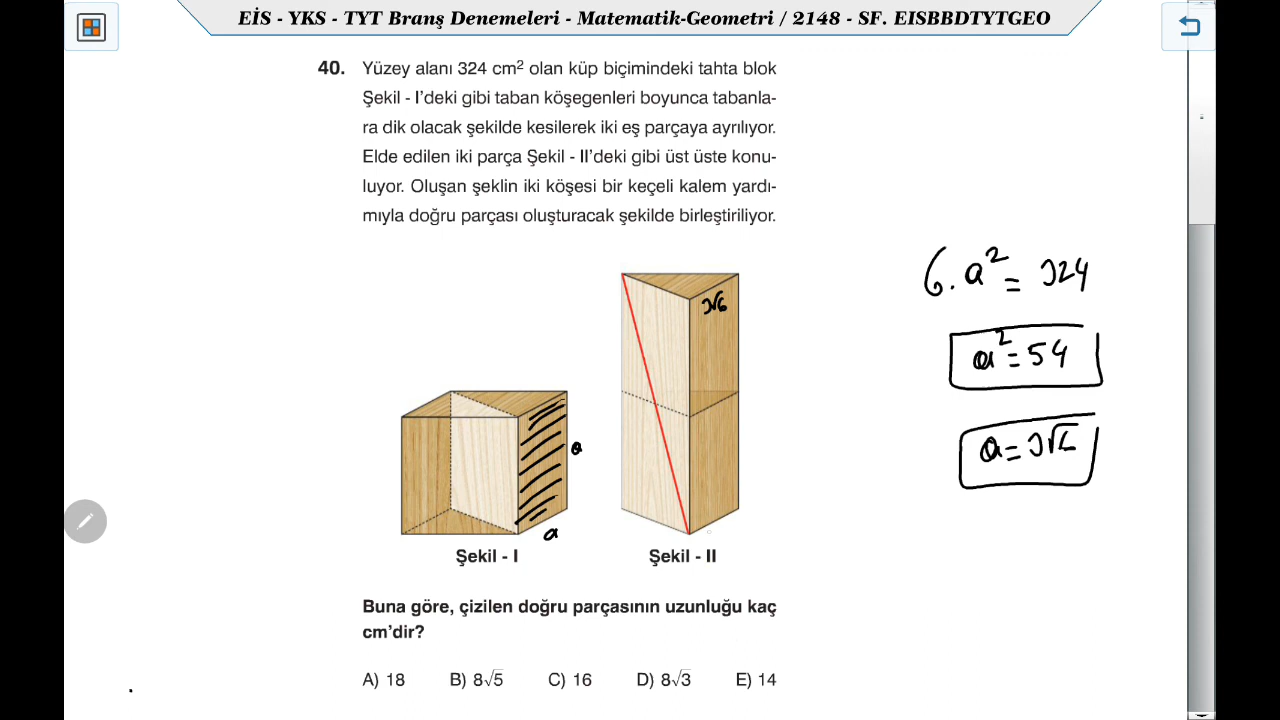 EİS - YKS - TYT Branş Denemeleri - Matematik-Geometri / 2148 - SF. EISBBDTYTGEO
40. Yüzey alanı 324 cm² olan küp biçimindeki tahta blok
Şekil - I'deki gibi taban köşegenleri boyunca tabanla-
ra dik olacak şekilde kesilerek iki eş parçaya ayrılıyor.
Elde edilen iki parça Şekil - II'deki gibi üst üste konu-
luyor. Oluşan şeklin iki köşesi bir keçeli kalem yardı-
mıyla doğru parçası oluşturacak şekilde birleştiriliyor.
6.a² = 324
3√6
a² = 54
a
a = 3√6
a
Şekil - I Şekil - II
Buna göre, çizilen doğru parçasının uzunluğu kaç
cm'dir?
A) 18 B) 8√5 C) 16 D) 8√3 E) 14